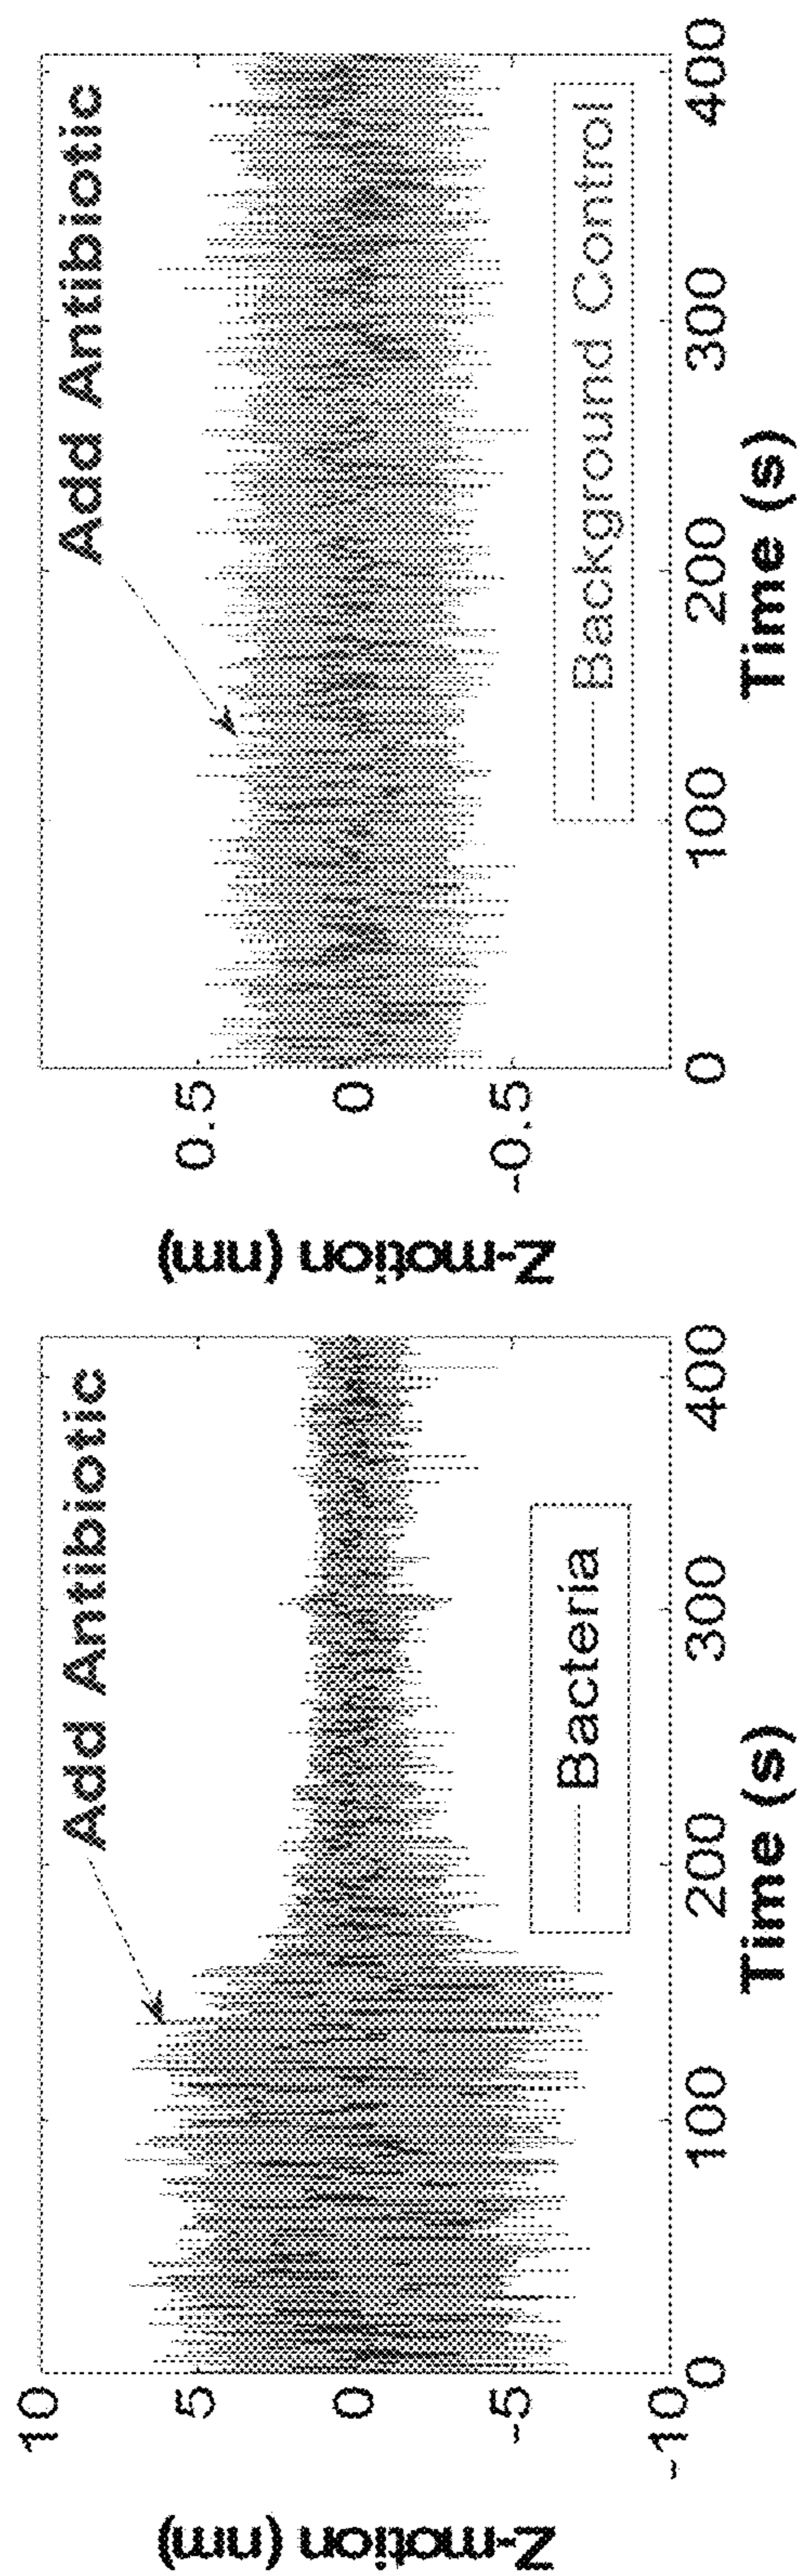 Z-motion (nm)
10
5
0
-5
-10
Add Antibiotic
Bacteria
0
100
200
300
400
Time (s)
Z-motion (nm)
0.5
0
-0.5
Add Antibiotic
Background Control
0
100
200
300
400
Time (s)